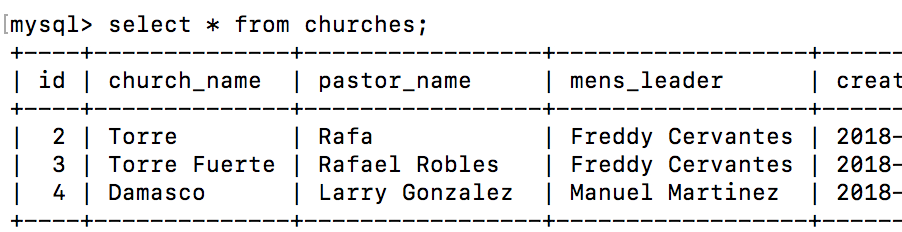 mysql> select * from churches;
+----+--------------+---------------+-----------------+------
| id | church_name | pastor_name | mens_leader | creat
+----+--------------+---------------+-----------------+------
| 2 | Torre | Rafa | Freddy Cervantes | 2018-
| 3 | Torre Fuerte | Rafael Robles | Freddy Cervantes | 2018-
| 4 | Damasco | Larry Gonzalez | Manuel Martinez | 2018-
+----+--------------+---------------+-----------------+------